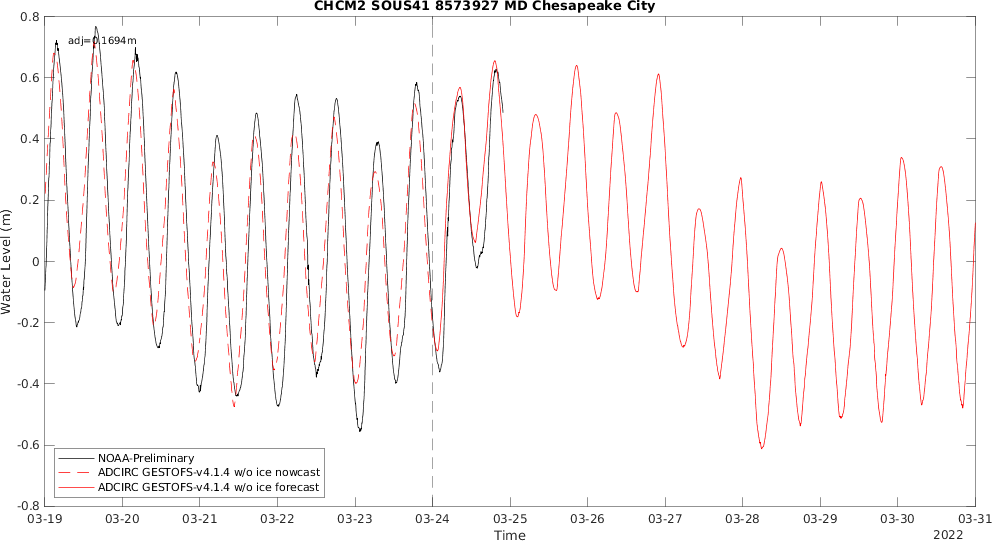 CHCM2 SOUS41 8573927 MD Chesapeake City
adj=0.1694m
0.8
0.6
0.4
0.2
0
-0.2
-0.4
-0.6
-0.8
Water Level (m)
NOAA-Preliminary
ADCIRC GESTOFS-v4.1.4 w/o ice nowcast
ADCIRC GESTOFS-v4.1.4 w/o ice forecast
03-19 03-20 03-21 03-22 03-23 03-24 03-25 03-26 03-27 03-28 03-29 03-30 03-31
Time
2022